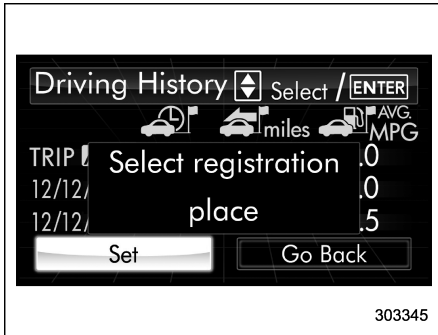 Driving History Select / ENTER
miles AVG. MPG
TRIP .0
12/12/ .0
12/12/ .5
Select registration
place
Set Go Back
303345